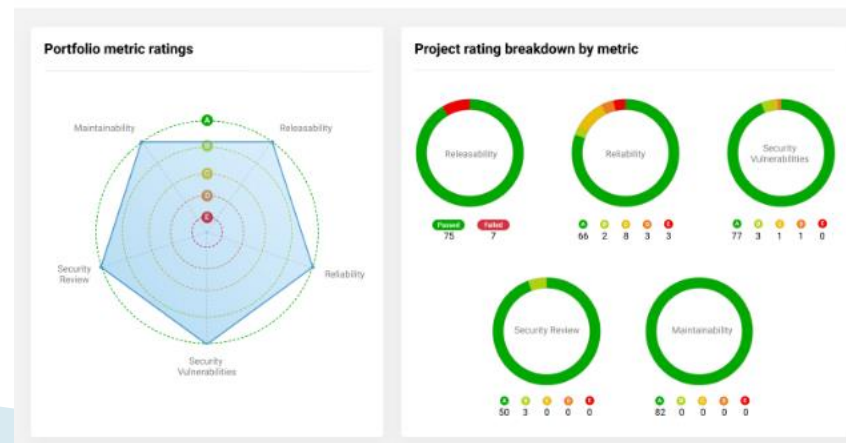 Portfolio metric ratings
A
Maintainability
Releasability
B
C
D
E
Security
Review
Reliability
Security
Vulnerabilities
Project rating breakdown by metric
Releasability
Passed Failed
75 7
Reliability
A B C D E
66 2 8 3 3
Security
Vulnerabilities
A B C D E
77 3 1 1 0
Security Review
A B C D E
50 3 0 0 0
Maintainability
A B C D E
82 0 0 0 0